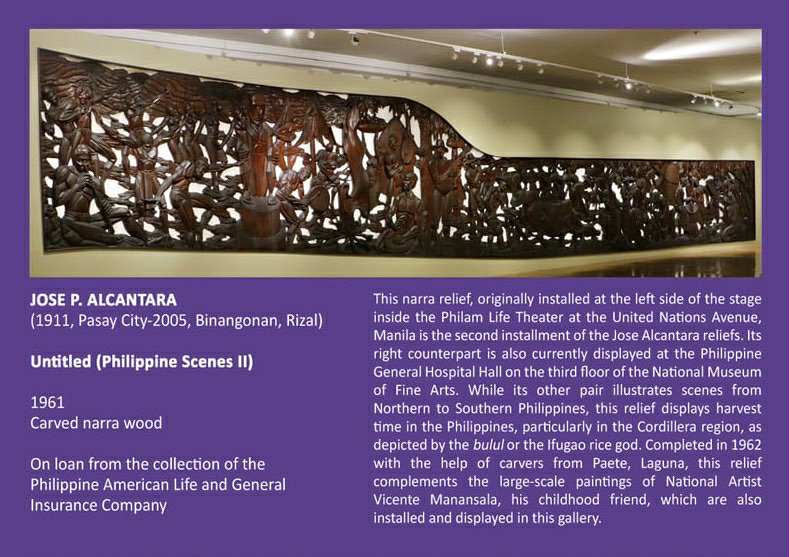 JOSE P. ALCANTARA
(1911, Pasay City-2005, Binangonan, Rizal)
Untitled (Philippine Scenes II)
1961
Carved narra wood
On loan from the collection of the
Philippine American Life and General
Insurance Company
This narra relief, originally installed at the left side of the stage
inside the Philam Life Theater at the United Nations Avenue,
Manila is the second installment of the Jose Alcantara reliefs. Its
right counterpart is also currently displayed at the Philippine
General Hospital Hall on the third floor of the National Museum
of Fine Arts. While its other pair illustrates scenes from
Northern to Southern Philippines, this relief displays harvest
time in the Philippines, particularly in the Cordillera region, as
depicted by the bulul or the Ifugao rice god. Completed in 1962
with the help of carvers from Paete, Laguna, this relief
complements the large-scale paintings of National Artist
Vicente Manansala, his childhood friend, which are also
installed and displayed in this gallery.